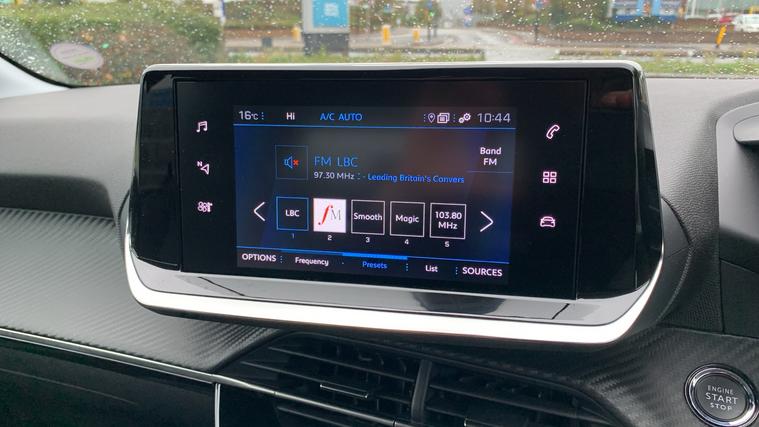 16°C Hi A/C AUTO 10:44
FM LBC
97.30 MHz :- Leading Britain's Convers
Band
FM
N
LBC fM Smooth Magic 103.80 MHz
1 2 3 4 5
OPTIONS Frequency Presets List SOURCES
ENGINE
START
STOP